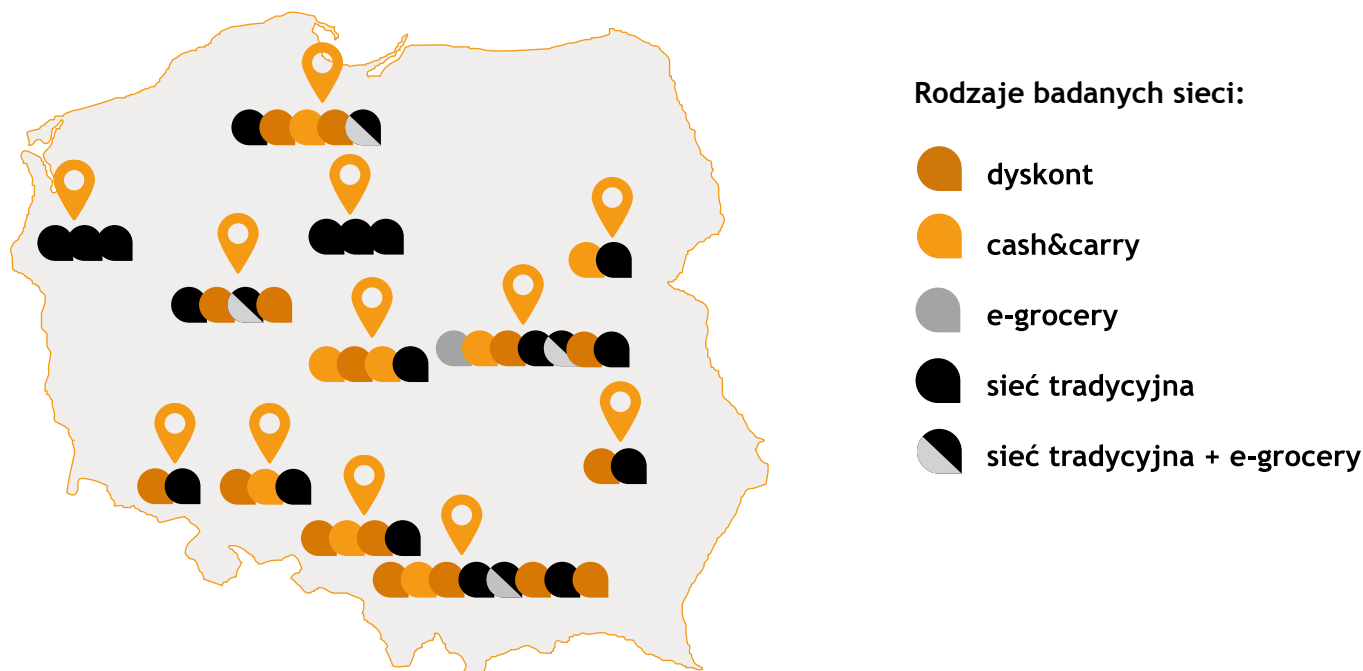 Rodzaje badanych sieci:
dyskont
cash&carry
e-grocery
sieć tradycyjna
sieć tradycyjna + e-grocery